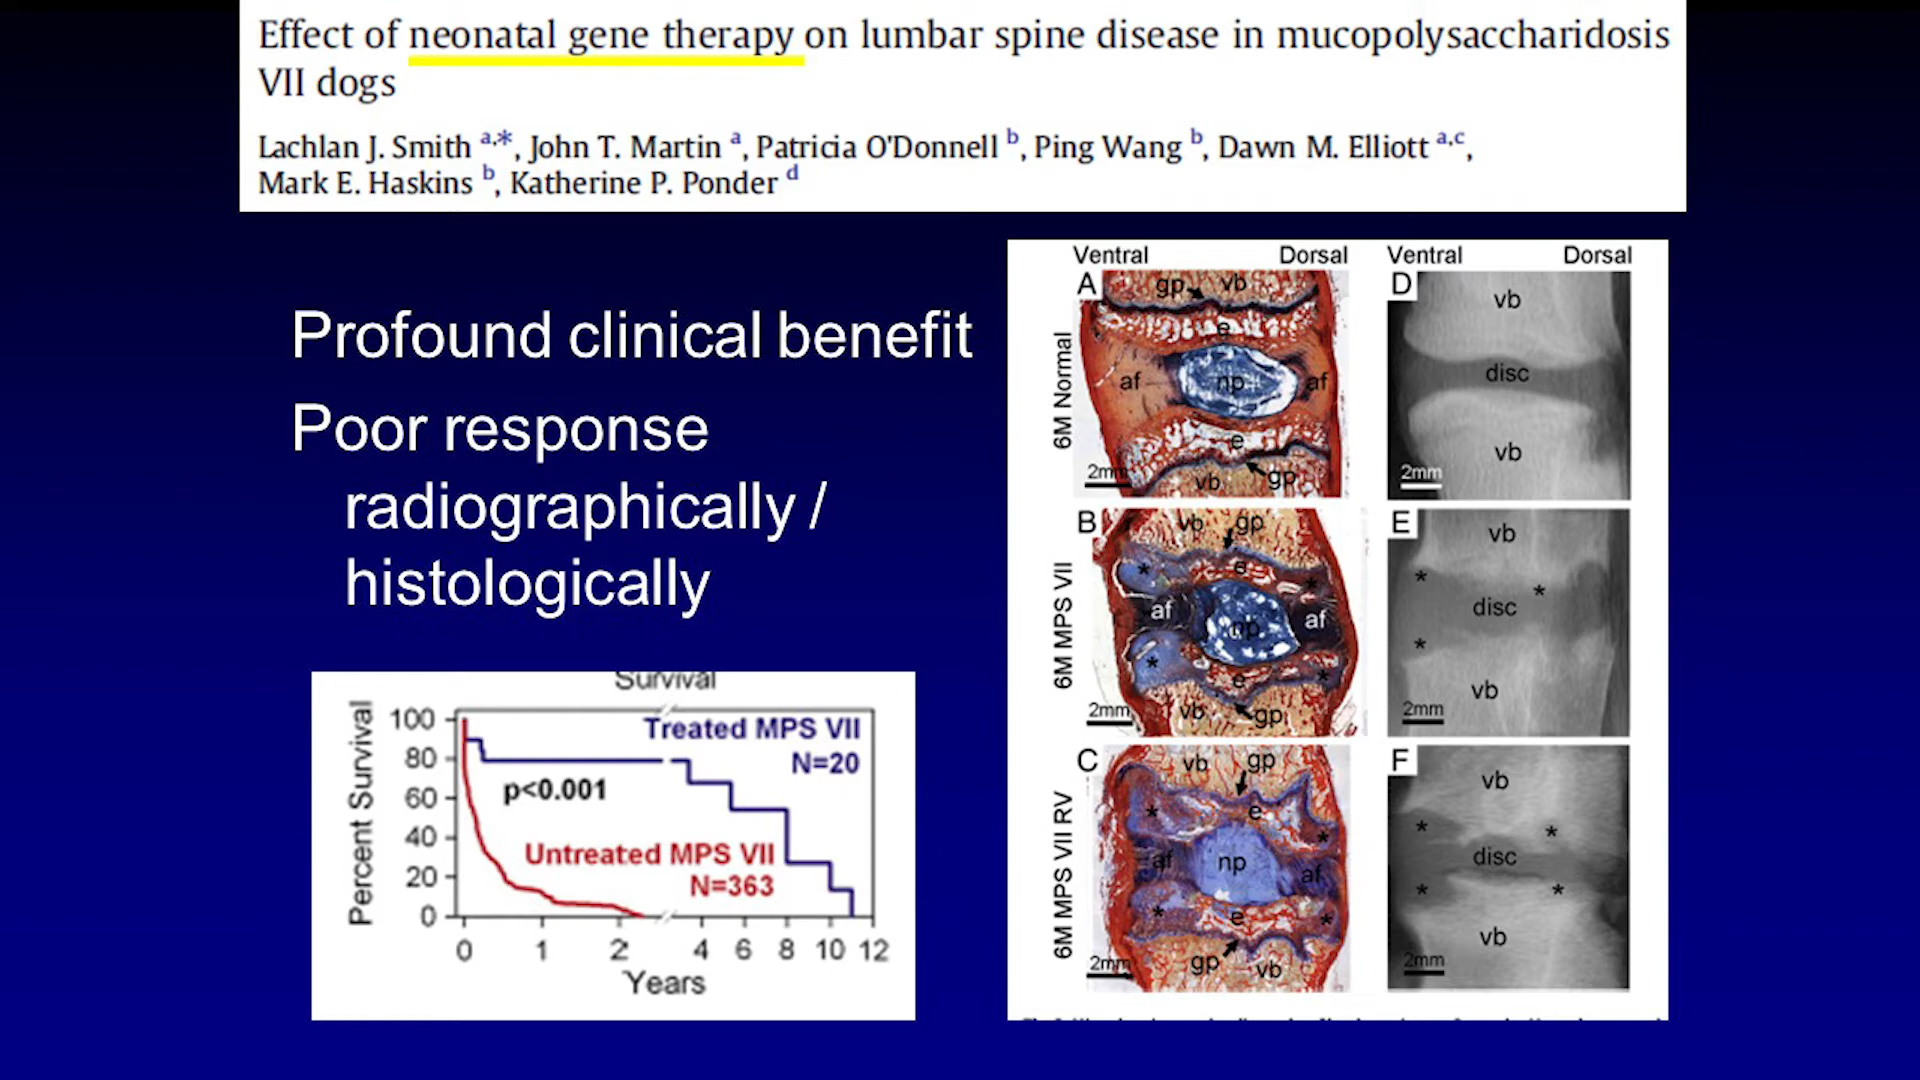 Effect of neonatal gene therapy on lumbar spine disease in mucopolysaccharidosis
VII dogs
Lachlan J. Smith a,*, John T. Martin a, Patricia O'Donnell b, Ping Wang b, Dawn M. Elliott a,c,
Mark E. Haskins b, Katherine P. Ponder d
Profound clinical benefit
Poor response
radiographically /
histologically
Survival
Percent Survival
100
80
60
40
20
0
Treated MPS VII
N=20
p<0.001
Untreated MPS VII
N=363
0 1 2 4 6 8 10 12
Years
Ventral Dorsal Ventral Dorsal
6M Normal
A
gp vb
e
af np af
e
2mm vb gp
D
vb
disc
vb
2mm
6M MPS VII
B
vb gp
* e *
af np af
* e *
2mm vb gp
E
vb
* *
disc
*
vb
2mm
6M MPS VII RV
C
vb gp
* e *
af np af
* e *
2mm gp vb
F
vb
* *
disc
* *
vb
2mm